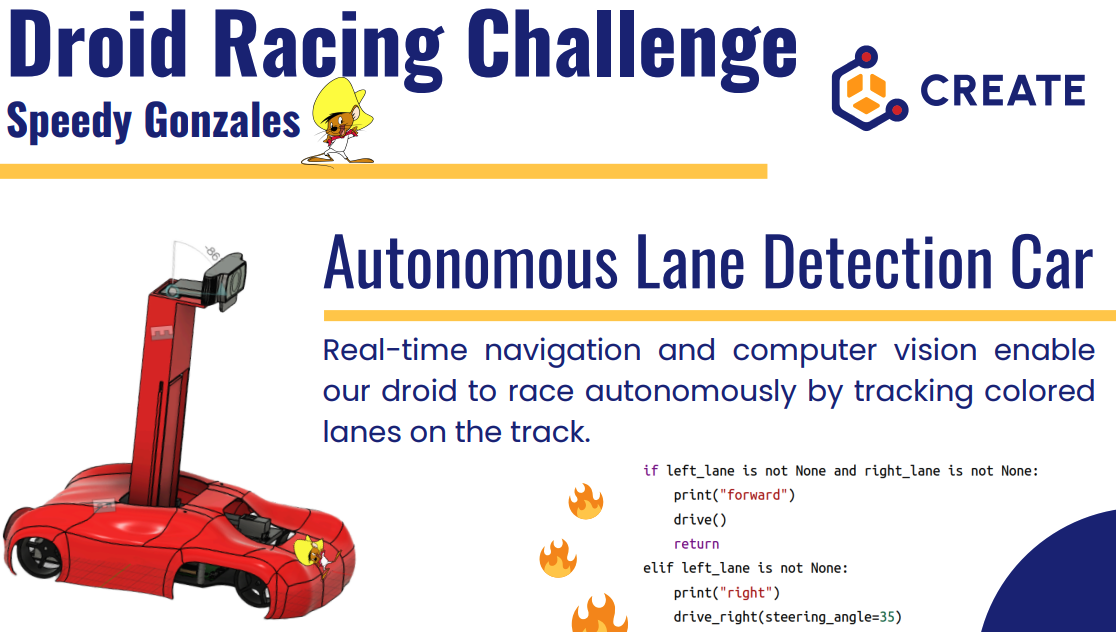 Droid Racing Challenge
Speedy Gonzales
CREATE
Autonomous Lane Detection Car
Real-time navigation and computer vision enable
our droid to race autonomously by tracking colored
lanes on the track.
if left_lane is not None and right_lane is not None:
print("forward")
drive()
return
elif left_lane is not None:
print("right")
drive_right(steering_angle=35)